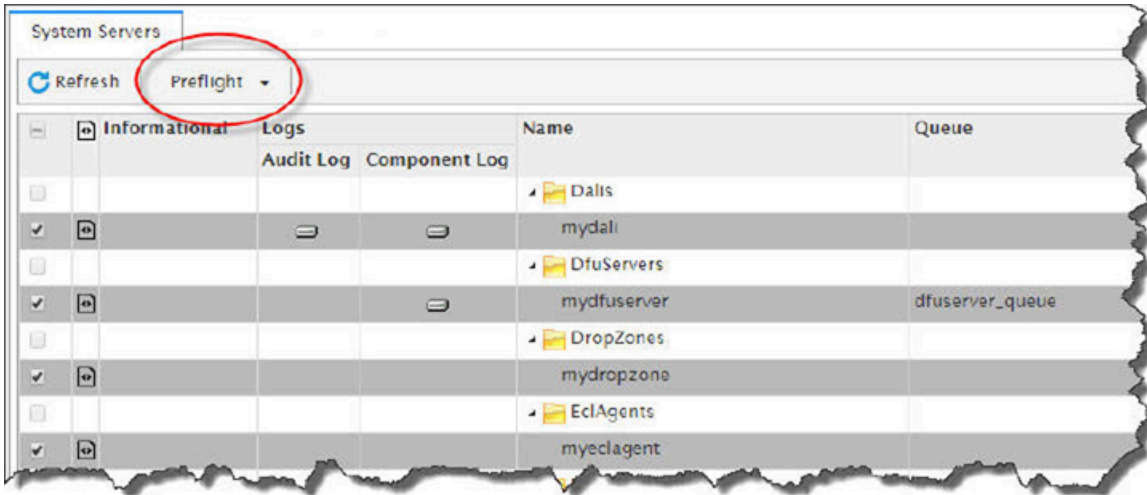 System Servers
Refresh Preflight
Informational Logs Name Queue
Audit Log Component Log
Dalis
mydali
DfuServers
mydfuserver dfuserver_queue
DropZones
mydropzone
EclAgents
myeclagent